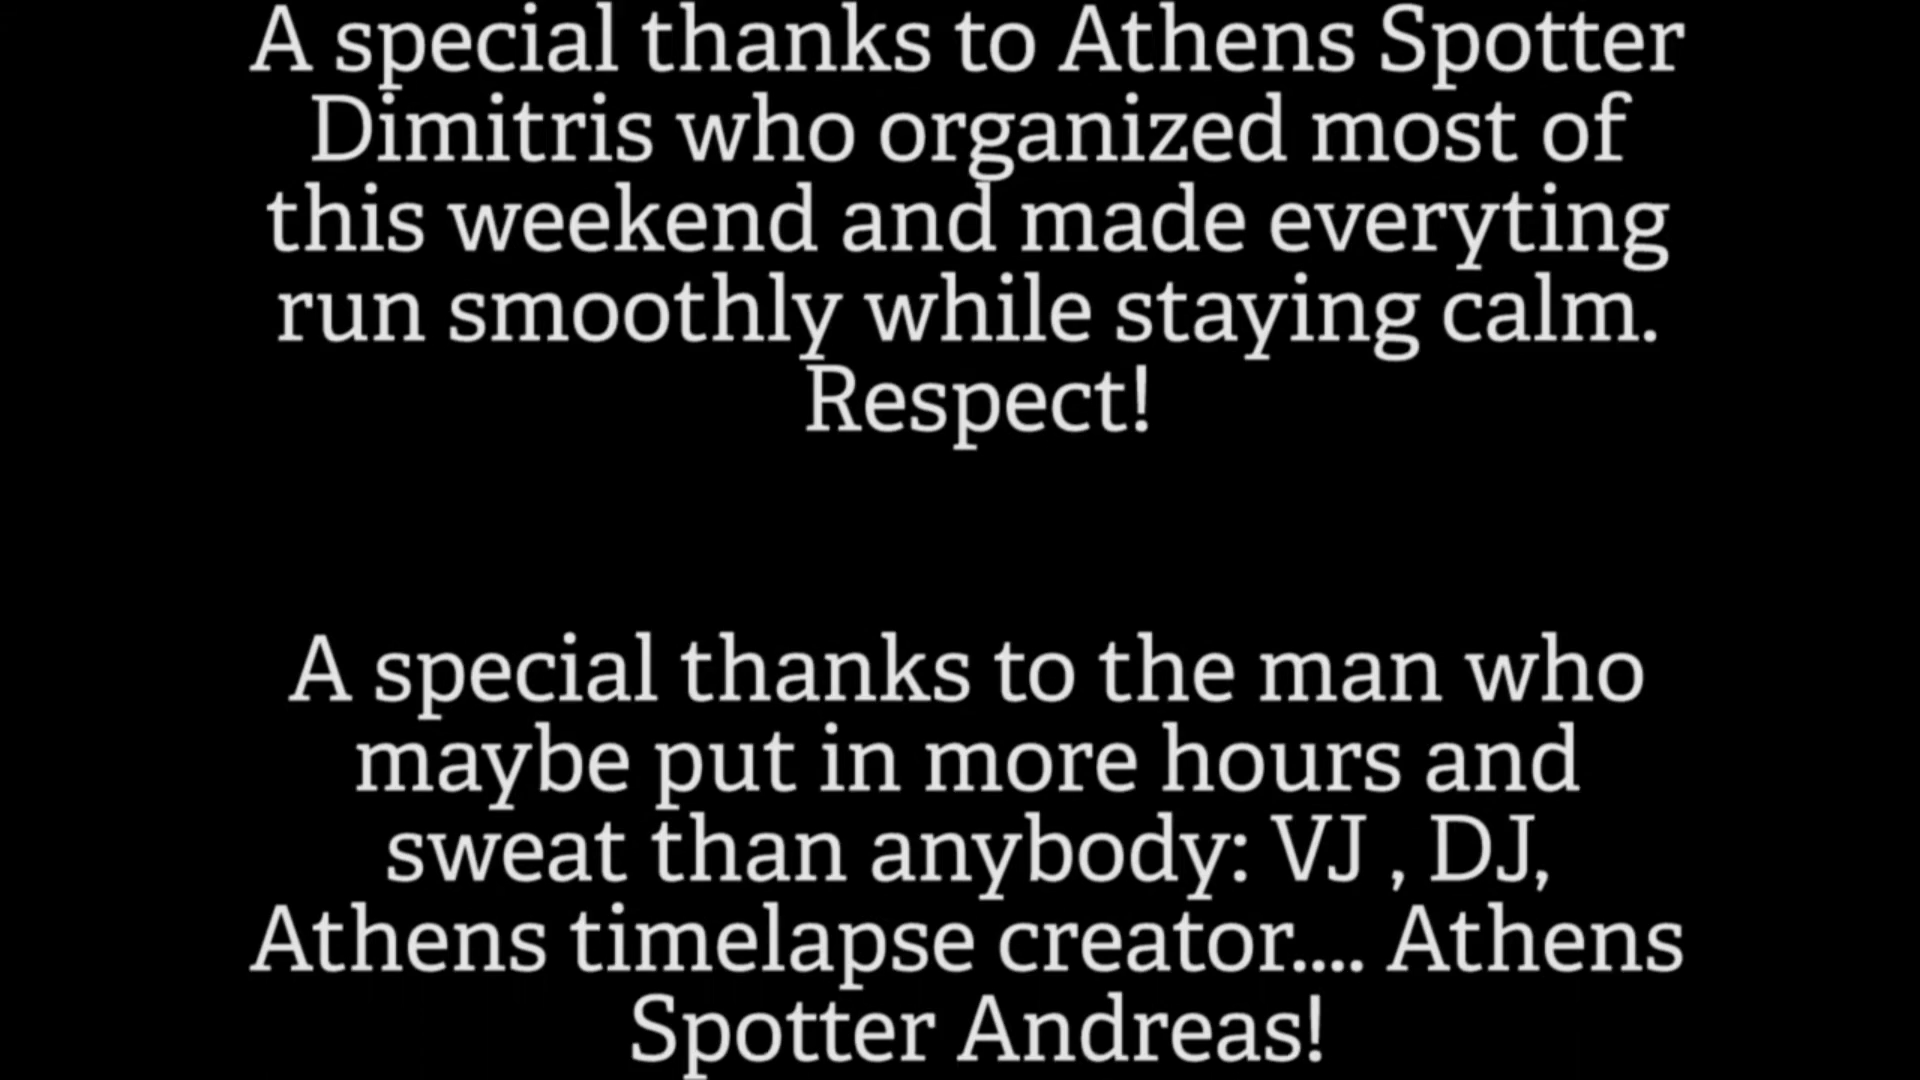 A special thanks to Athens Spotter
Dimitris who organized most of
this weekend and made everyting
run smoothly while staying calm.
Respect!
A special thanks to the man who
maybe put in more hours and
sweat than anybody: VJ , DJ,
Athens timelapse creator.... Athens
Spotter Andreas!